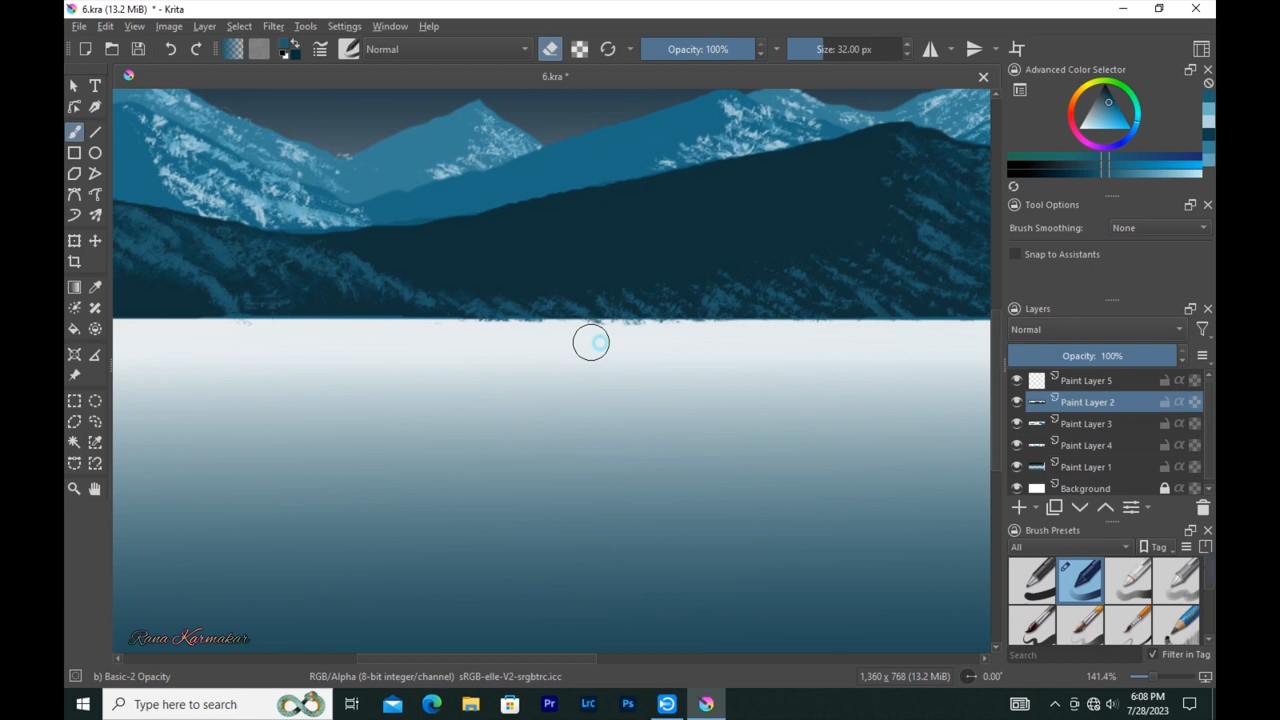 6.kra (13.2 MiB) * - Krita
File Edit View Image Layer Select Filter Tools Settings Window Help
Normal Opacity: 100% Size: 32.00 px
6.kra *
Advanced Color Selector
Tool Options
Brush Smoothing: None
Snap to Assistants
Layers
Normal
Opacity: 100%
Paint Layer 5
Paint Layer 2
Paint Layer 3
Paint Layer 4
Paint Layer 1
Background
Brush Presets
All Tag
Search Filter in Tag
Rana Karmakar
b) Basic-2 Opacity RGB/Alpha (8-bit integer/channel) sRGB-elle-V2-srgbtrc.icc 1,360 x 768 (13.2 MiB) 0.00° 141.4%
Type here to search Pr Lrc Ps 6:08 PM
7/28/2023